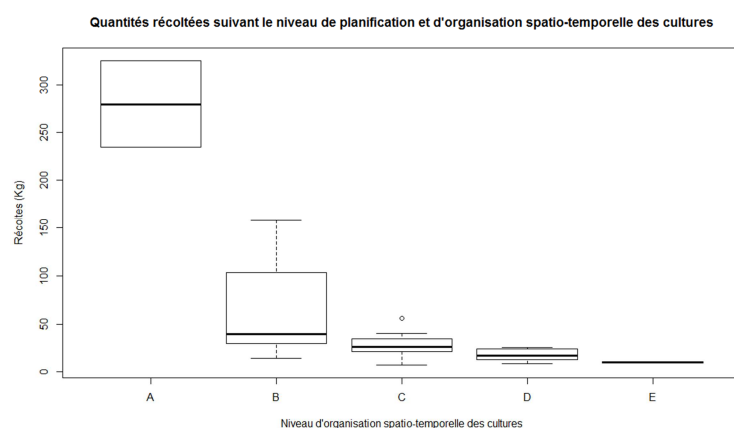 Quantités récoltées suivant le niveau de planification et d'organisation spatio-temporelle des cultures
300
250
200
150
100
50
0
Récoltes (Kg)
A B C D E
Niveau d'organisation spatio-temporelle des cultures